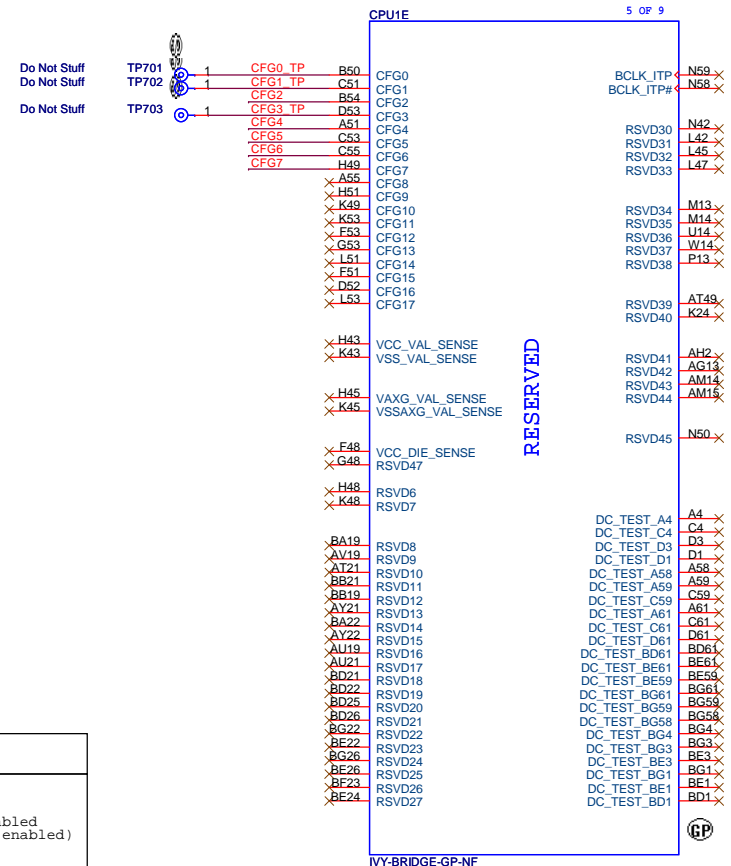 CPU1E 5 OF 9
Do Not Stuff TP701 1 CFG0_TP B50 CFG0 BCLK_ITP N59
Do Not Stuff TP702 1 CFG1_TP C51 CFG1 BCLK_ITP# N58
CFG2 B54 CFG2
Do Not Stuff TP703 1 CFG3_TP D53 CFG3
CFG4 A51 CFG4 RSVD30 N42
CFG5 C53 CFG5 RSVD31 L42
CFG6 C55 CFG6 RSVD32 L45
CFG7 H49 CFG7 RSVD33 L47
A55 CFG8
H51 CFG9
K49 CFG10 RSVD34 M13
K53 CFG11 RSVD35 M14
F53 CFG12 RSVD36 U14
G53 CFG13 RSVD37 W14
L51 CFG14 RSVD38 P13
F51 CFG15
D52 CFG16
L53 CFG17 RSVD39 AT49
RSVD40 K24
H43 VCC_VAL_SENSE
K43 VSS_VAL_SENSE RSVD41 AH2
RSVD42 AG13
RSVD43 AM14
H45 VAXG_VAL_SENSE RSVD44 AM15
K45 VSSAXG_VAL_SENSE
RESERVED
RSVD45 N50
F48 VCC_DIE_SENSE
G48 RSVD47
H48 RSVD6
K48 RSVD7
DC_TEST_A4 A4
DC_TEST_C4 C4
BA19 RSVD8 DC_TEST_D3 D3
AV19 RSVD9 DC_TEST_D1 D1
AT21 RSVD10 DC_TEST_A58 A58
BB21 RSVD11 DC_TEST_A59 A59
BB19 RSVD12 DC_TEST_C59 C59
AY21 RSVD13 DC_TEST_A61 A61
BA22 RSVD14 DC_TEST_C61 C61
AY22 RSVD15 DC_TEST_D61 D61
AU19 RSVD16 DC_TEST_BD61 BD61
AU21 RSVD17 DC_TEST_BE61 BE61
BD21 RSVD18 DC_TEST_BE59 BE59
BD22 RSVD19 DC_TEST_BG61 BG61
BD25 RSVD20 DC_TEST_BG59 BG59
BD26 RSVD21 DC_TEST_BG58 BG58
BG22 RSVD22 DC_TEST_BG4 BG4
BE22 RSVD23 DC_TEST_BG3 BG3
BG26 RSVD24 DC_TEST_BE3 BE3
BE26 RSVD25 DC_TEST_BG1 BG1
BF23 RSVD26 DC_TEST_BE1 BE1
BE24 RSVD27 DC_TEST_BD1 BD1
GP
IVY-BRIDGE-GP-NF
enabled)